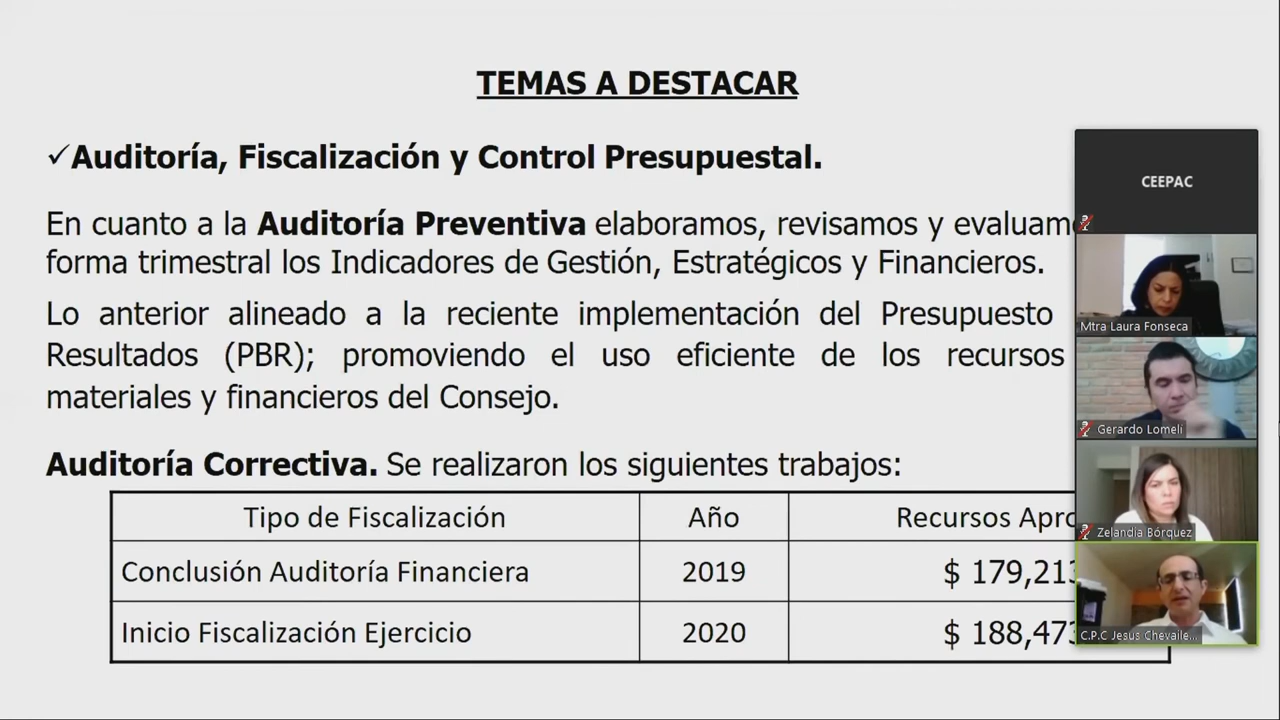 TEMAS A DESTACAR
✓Auditoría, Fiscalización y Control Presupuestal.
En cuanto a la Auditoría Preventiva elaboramos, revisamos y evaluam
forma trimestral los Indicadores de Gestión, Estratégicos y Financieros.
Lo anterior alineado a la reciente implementación del Presupuesto
Resultados (PBR); promoviendo el uso eficiente de los recursos
materiales y financieros del Consejo.
Auditoría Correctiva. Se realizaron los siguientes trabajos:
Tipo de Fiscalización Año Recursos Apro
Conclusión Auditoría Financiera 2019 $ 179,213
Inicio Fiscalización Ejercicio 2020 $ 188,473
CEEPAC
Mtra Laura Fonseca
Gerardo Lomelí
Zelandia Bórquez
C.P.C Jesus Chevaile...